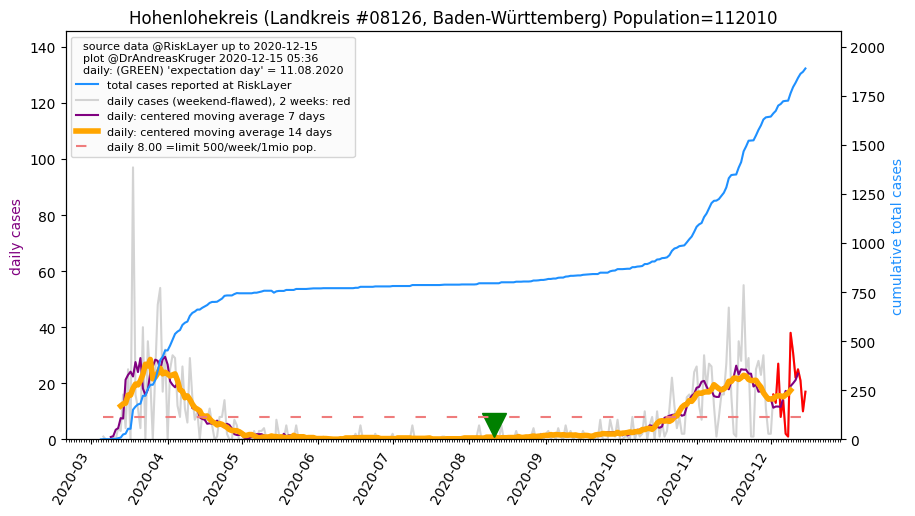 Hohenlohekreis (Landkreis #08126, Baden-Württemberg) Population=112010
source data @RiskLayer up to 2020-12-15
plot @DrAndreasKruger 2020-12-15 05:36
daily: (GREEN) 'expectation day' = 11.08.2020
total cases reported at RiskLayer
daily cases (weekend-flawed), 2 weeks: red
daily: centered moving average 7 days
daily: centered moving average 14 days
daily 8.00 =limit 500/week/1mio pop.
daily cases
140
120
100
80
60
40
20
0
2000
1750
1500
1250
1000
750
500
250
0
cumulative total cases
2020-03
2020-04
2020-05
2020-06
2020-07
2020-08
2020-09
2020-10
2020-11
2020-12